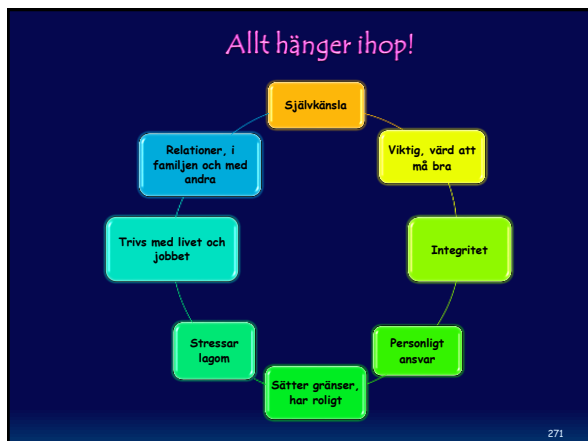 Allt hänger ihop!
Självkänsla
Viktig, värd att
må bra
Integritet
Personligt
ansvar
Sätter gränser,
har roligt
Stressar
lagom
Trivs med livet och
jobbet
Relationer, i
familjen och med
andra
271